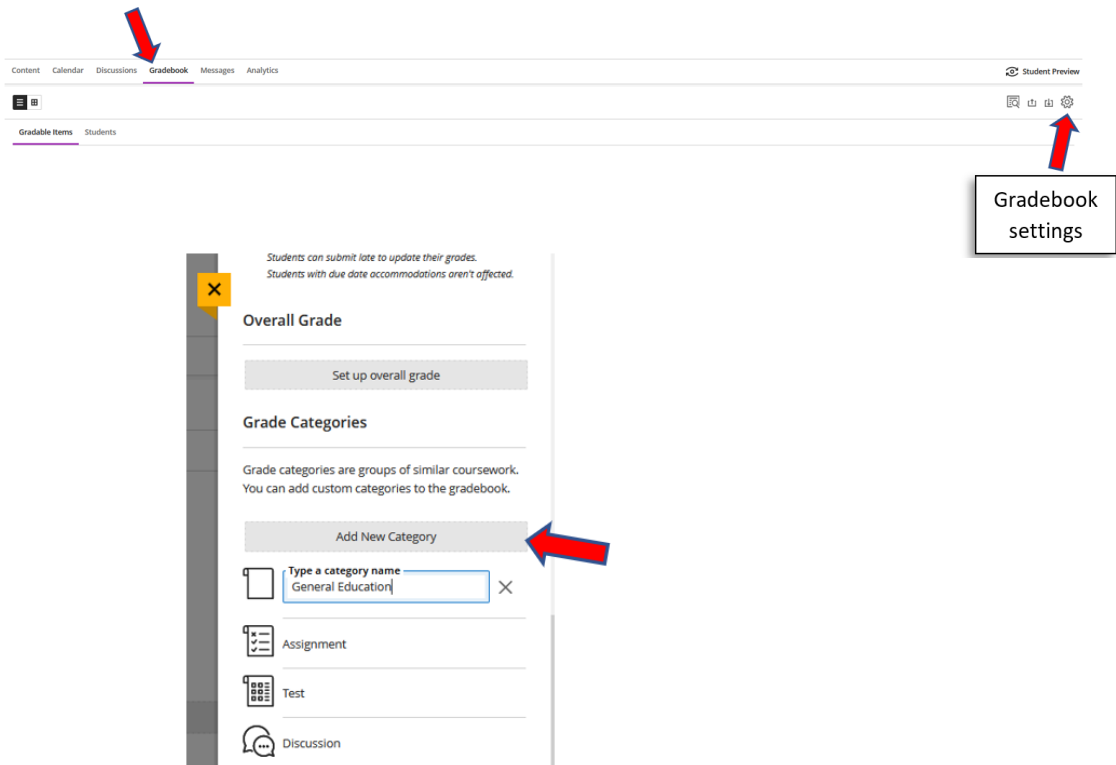 Content Calendar Discussions Gradebook Messages Analytics Student Preview
Gradable Items Students
Gradebook
settings
Students can submit late to update their grades.
Students with due date accommodations aren't affected.
Overall Grade
Set up overall grade
Grade Categories
Grade categories are groups of similar coursework.
You can add custom categories to the gradebook.
Add New Category
Type a category name
General Education
Assignment
Test
Discussion